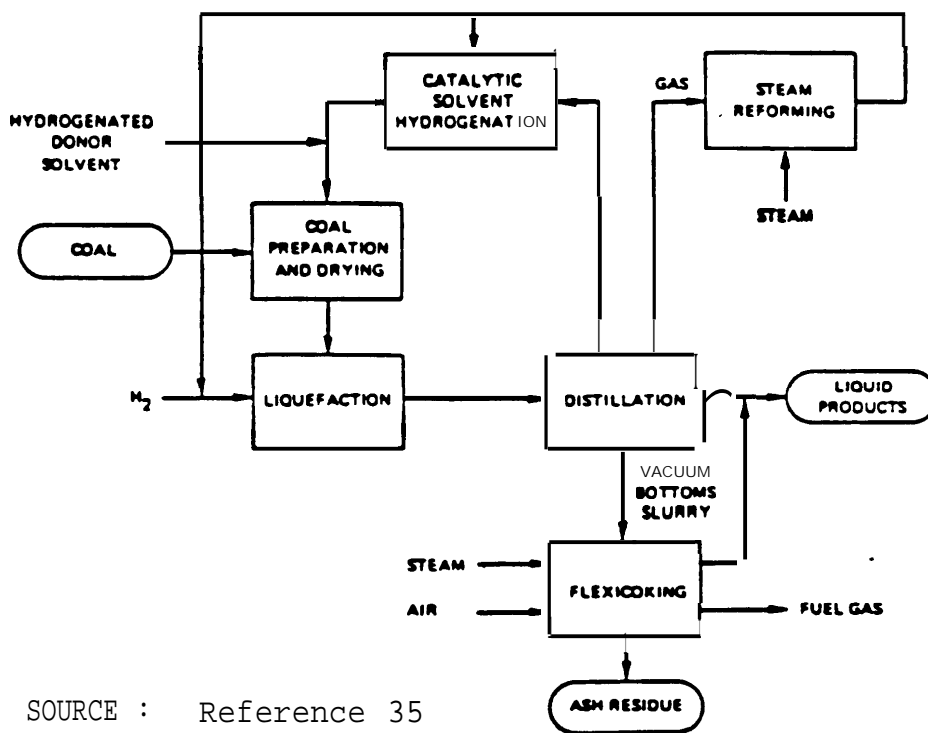 CATALYTIC
SOLVENT
HYDROGENATION
GAS
STEAM
REFORMING
HYDROGENATED
DONOR
SOLVENT
STEAM
COAL
COAL
PREPARATION
AND DRYING
H2
LIQUEFACTION
DISTILLATION
LIQUID
PRODUCTS
VACUUM
BOTTOMS
SLURRY
STEAM
AIR
FLEXICOKING
FUEL GAS
ASH RESIDUE
SOURCE : Reference 35